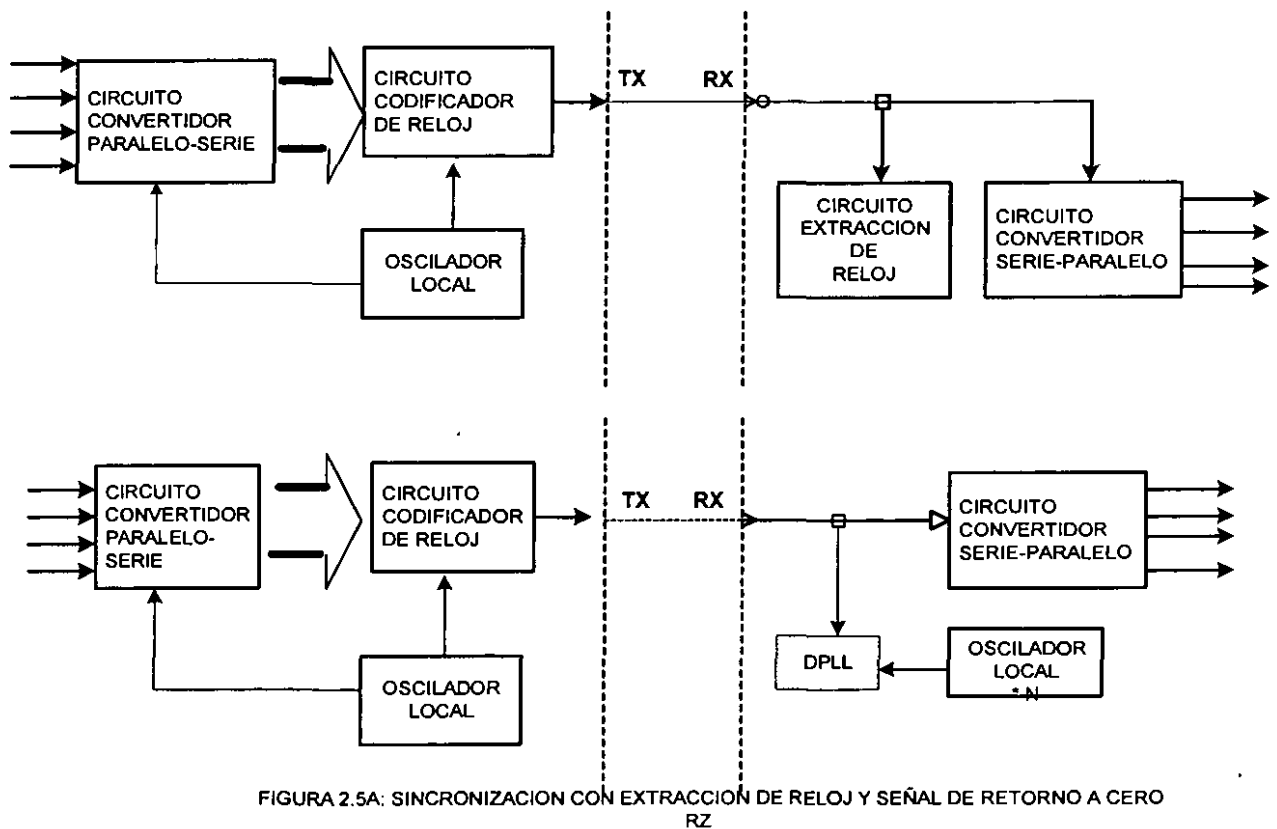 CIRCUITO
CONVERTIDOR
PARALELO-SERIE
CIRCUITO
CODIFICADOR
DE RELOJ
TX
RX
OSCILADOR
LOCAL
CIRCUITO
EXTRACCION
DE
RELOJ
CIRCUITO
CONVERTIDOR
SERIE-PARALELO
CIRCUITO
CONVERTIDOR
PARALELO-
SERIE
CIRCUITO
CODIFICADOR
DE RELOJ
TX
RX
CIRCUITO
CONVERTIDOR
SERIE-PARALELO
OSCILADOR
LOCAL
DPLL
OSCILADOR
LOCAL
* N
FIGURA 2.5A: SINCRONIZACION CON EXTRACCION DE RELOJ Y SEÑAL DE RETORNO A CERO
RZ